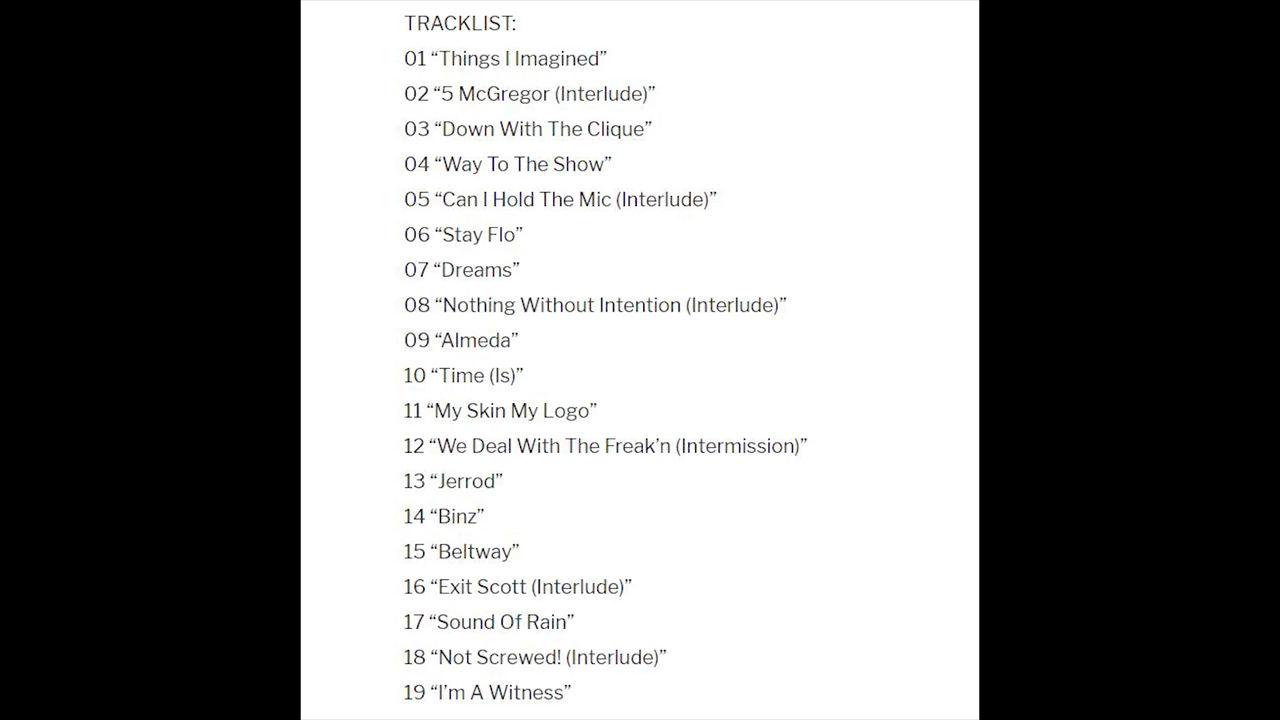 TRACKLIST:
01 “Things I Imagined”
02 “5 McGregor (Interlude)”
03 “Down With The Clique”
04 “Way To The Show”
05 “Can I Hold The Mic (Interlude)”
06 “Stay Flo”
07 “Dreams”
08 “Nothing Without Intention (Interlude)”
09 “Almeda”
10 “Time (Is)”
11 “My Skin My Logo”
12 “We Deal With The Freak’n (Intermission)”
13 “Jerrod”
14 “Binz”
15 “Beltway”
16 “Exit Scott (Interlude)”
17 “Sound Of Rain”
18 “Not Screwed! (Interlude)”
19 “I’m A Witness”